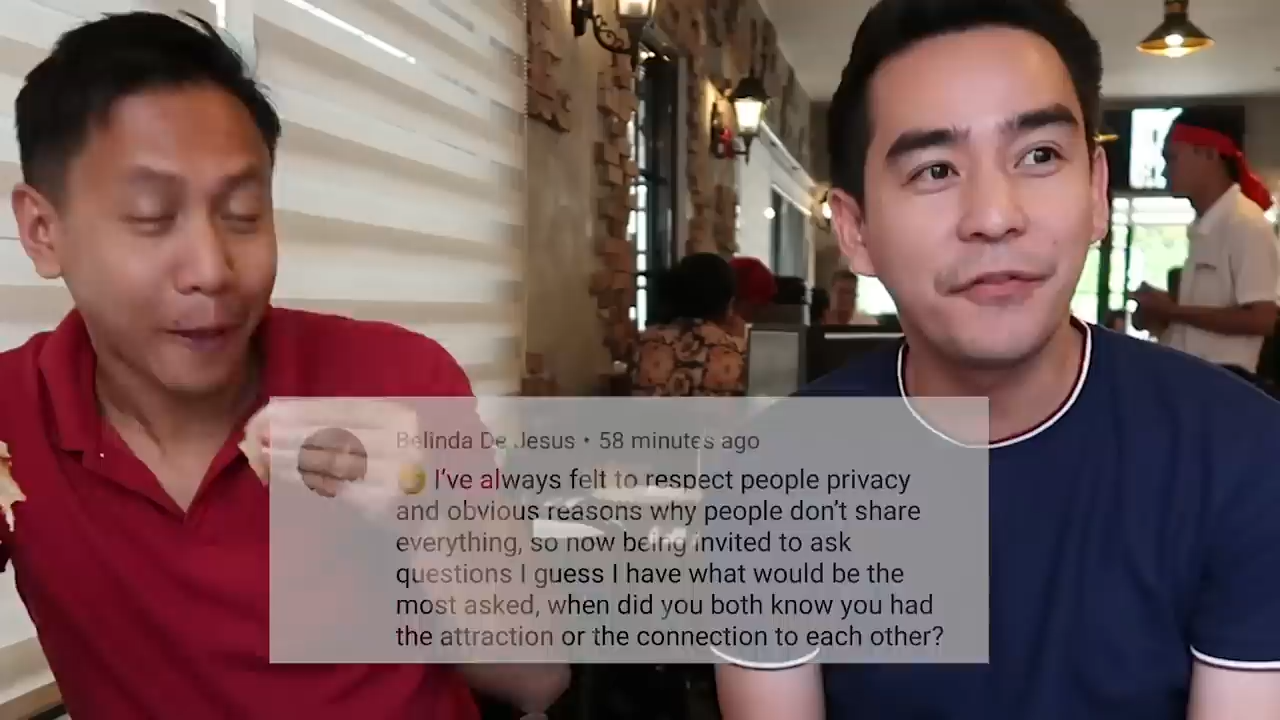 Belinda De Jesus • 58 minutes ago
I've always felt to respect people privacy
and obvious reasons why people don't share
everything, so now being invited to ask
questions I guess I have what would be the
most asked, when did you both know you had
the attraction or the connection to each other?